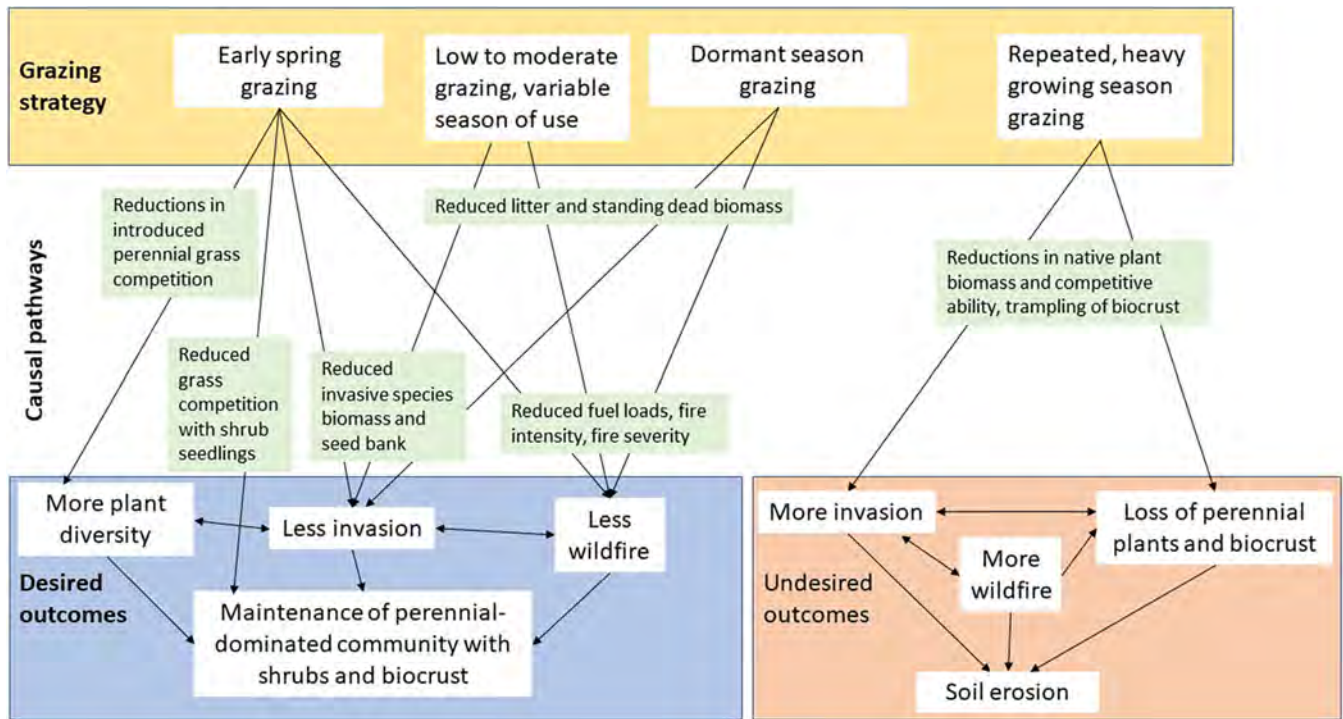 Grazing
strategy
Early spring
grazing
Low to moderate
grazing, variable
season of use
Dormant season
grazing
Repeated, heavy
growing season
grazing
Causal pathways
Reductions in
introduced
perennial grass
competition
Reduced litter and standing dead biomass
Reductions in native plant
biomass and competitive
ability, trampling of biocrust
Reduced
grass
competition
with shrub
seedlings
Reduced
invasive species
biomass and
seed bank
Reduced fuel loads, fire
intensity, fire severity
More plant
diversity
Less invasion
Less
wildfire
Desired
outcomes
Maintenance of perennial-
dominated community with
shrubs and biocrust
More invasion
Loss of perennial
plants and biocrust
More
wildfire
Undesired
outcomes
Soil erosion